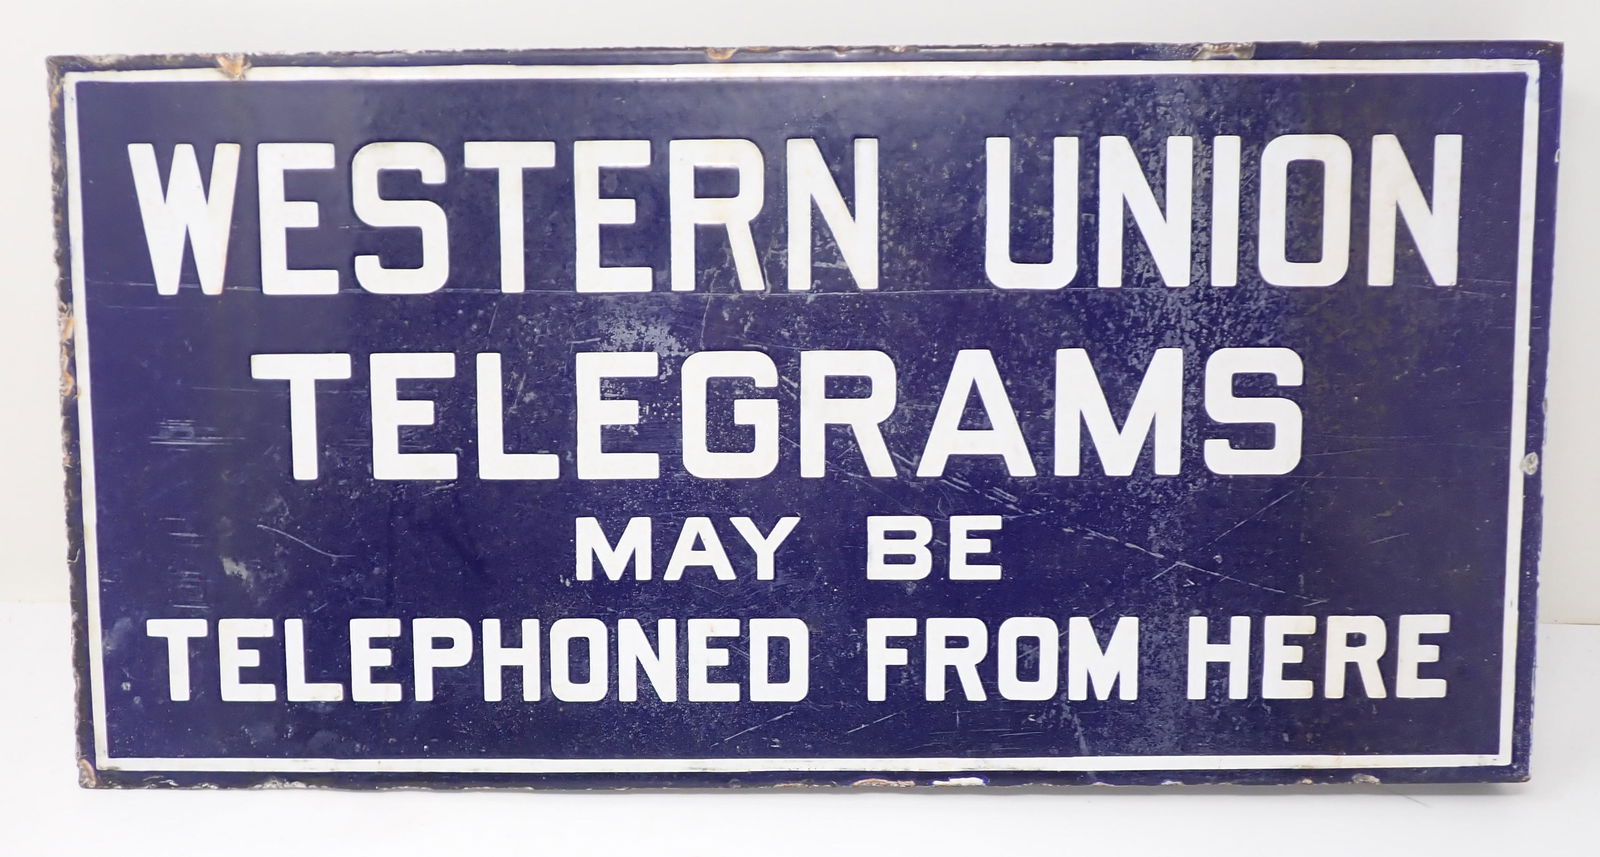 WESTERN UNION
TELEGRAMS
MAY BE
TELEPHONED FROM HERE